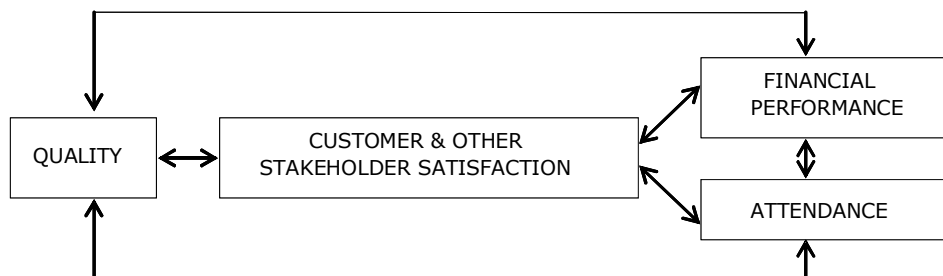 FINANCIAL
PERFORMANCE
QUALITY
CUSTOMER & OTHER
STAKEHOLDER SATISFACTION
ATTENDANCE